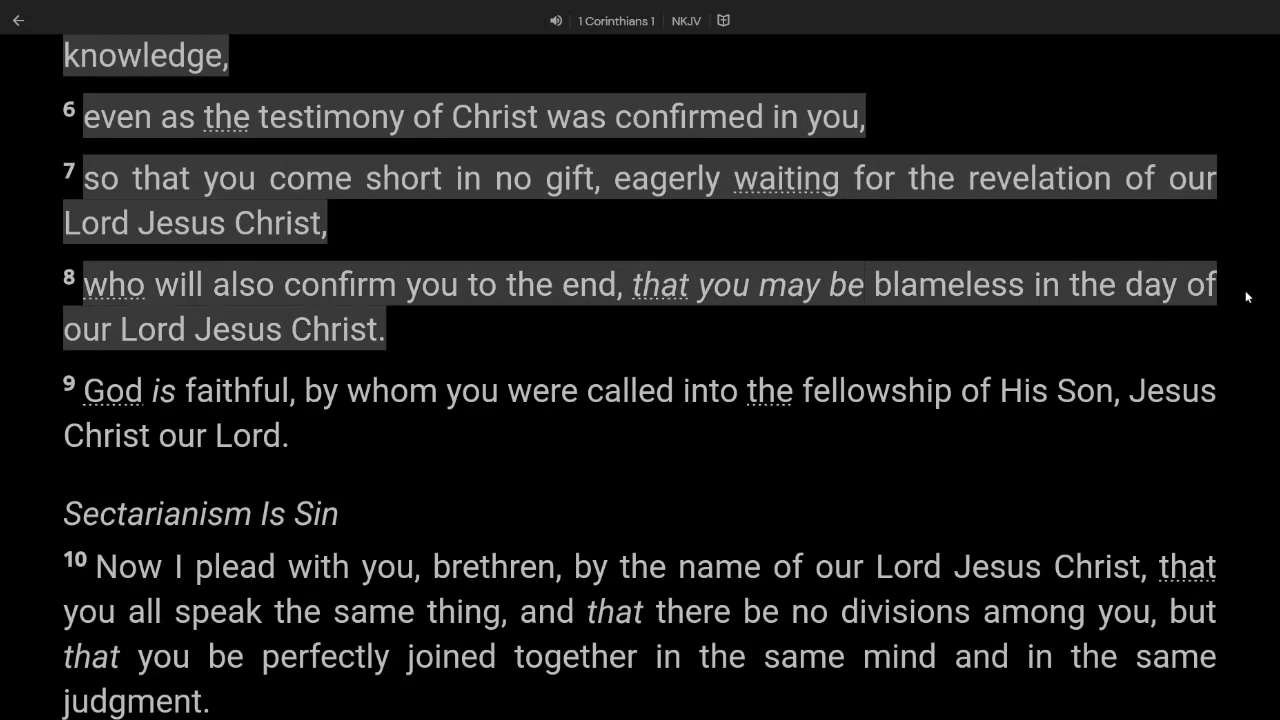 1 Corinthians 1 NKJV
knowledge,
6 even as the testimony of Christ was confirmed in you,
7 so that you come short in no gift, eagerly waiting for the revelation of our
Lord Jesus Christ,
8 who will also confirm you to the end, that you may be blameless in the day of
our Lord Jesus Christ.
9 God is faithful, by whom you were called into the fellowship of His Son, Jesus
Christ our Lord.
Sectarianism Is Sin
10 Now I plead with you, brethren, by the name of our Lord Jesus Christ, that
you all speak the same thing, and that there be no divisions among you, but
that you be perfectly joined together in the same mind and in the same
judgment.